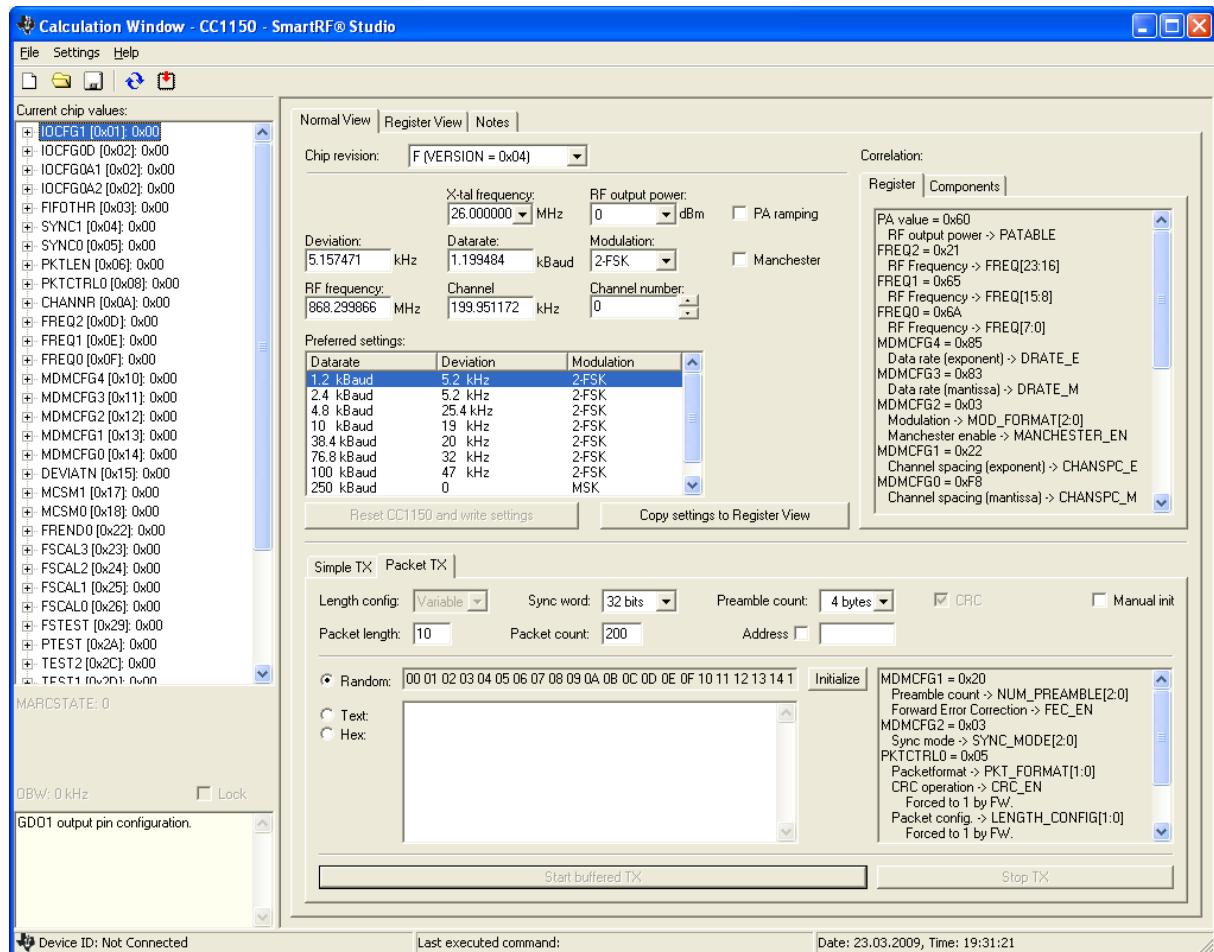 Calculation Window - CC1150 - SmartRF® Studio
File Settings Help
Current chip values:
IOCFG1 [0x01]: 0x00
IOCFG0D [0x02]: 0x00
IOCFG0A1 [0x02]: 0x00
IOCFG0A2 [0x02]: 0x00
FIFOTHR [0x03]: 0x00
SYNC1 [0x04]: 0x00
SYNC0 [0x05]: 0x00
PKTLEN [0x06]: 0x00
PKTCTRL0 [0x08]: 0x00
CHANNR [0x0A]: 0x00
FREQ2 [0x0D]: 0x00
FREQ1 [0x0E]: 0x00
FREQ0 [0x0F]: 0x00
MDMCFG4 [0x10]: 0x00
MDMCFG3 [0x11]: 0x00
MDMCFG2 [0x12]: 0x00
MDMCFG1 [0x13]: 0x00
MDMCFG0 [0x14]: 0x00
DEVIATN [0x15]: 0x00
MCSM1 [0x17]: 0x00
MCSM0 [0x18]: 0x00
FREND0 [0x22]: 0x00
FSCAL3 [0x23]: 0x00
FSCAL2 [0x24]: 0x00
FSCAL1 [0x25]: 0x00
FSCAL0 [0x26]: 0x00
FSTEST [0x29]: 0x00
PTEST [0x2A]: 0x00
TEST2 [0x2C]: 0x00
TEST1 [0x2D]: 0x00
MARCSTATE: 0
OBW: 0 kHz Lock
GDO1 output pin configuration.
Normal View Register View Notes
Chip revision: F (VERSION = 0x04)
X-tal frequency: RF output power:
26.000000 MHz 0 dBm PA ramping
Deviation: Datarate: Modulation:
5.157471 kHz 1.199484 kBaud 2-FSK Manchester
RF frequency: Channel Channel number:
868.299866 MHz 199.951172 kHz 0
Preferred settings:
Datarate Deviation Modulation
1.2 kBaud 5.2 kHz 2-FSK
2.4 kBaud 5.2 kHz 2-FSK
4.8 kBaud 25.4 kHz 2-FSK
10 kBaud 19 kHz 2-FSK
38.4 kBaud 20 kHz 2-FSK
76.8 kBaud 32 kHz 2-FSK
100 kBaud 47 kHz 2-FSK
250 kBaud 0 MSK
Reset CC1150 and write settings Copy settings to Register View
Correlation:
Register Components
PA value = 0x60
RF output power -> PATABLE
FREQ2 = 0x21
RF Frequency -> FREQ[23:16]
FREQ1 = 0x65
RF Frequency -> FREQ[15:8]
FREQ0 = 0x6A
RF Frequency -> FREQ[7:0]
MDMCFG4 = 0x85
Data rate (exponent) -> DRATE_E
MDMCFG3 = 0x83
Data rate (mantissa) -> DRATE_M
MDMCFG2 = 0x03
Modulation -> MOD_FORMAT[2:0]
Manchester enable -> MANCHESTER_EN
MDMCFG1 = 0x22
Channel spacing (exponent) -> CHANSPC_E
MDMCFG0 = 0xF8
Channel spacing (mantissa) -> CHANSPC_M
Simple TX Packet TX
Length config: Variable Sync word: 32 bits Preamble count: 4 bytes CRC Manual init
Packet length: 10 Packet count: 200 Address
Random: 00 01 02 03 04 05 06 07 08 09 0A 0B 0C 0D 0E 0F 10 11 12 13 14 1 Initialize
Text:
Hex:
MDMCFG1 = 0x20
Preamble count -> NUM_PREAMBLE[2:0]
Forward Error Correction -> FEC_EN
MDMCFG2 = 0x03
Sync mode -> SYNC_MODE[2:0]
PKTCTRL0 = 0x05
Packetformat -> PKT_FORMAT[1:0]
CRC operation -> CRC_EN
Forced to 1 by FW.
Packet config. -> LENGTH_CONFIG[1:0]
Forced to 1 by FW.
Start buffered TX Stop TX
Device ID: Not Connected Last executed command: Date: 23.03.2009, Time: 19:31:21